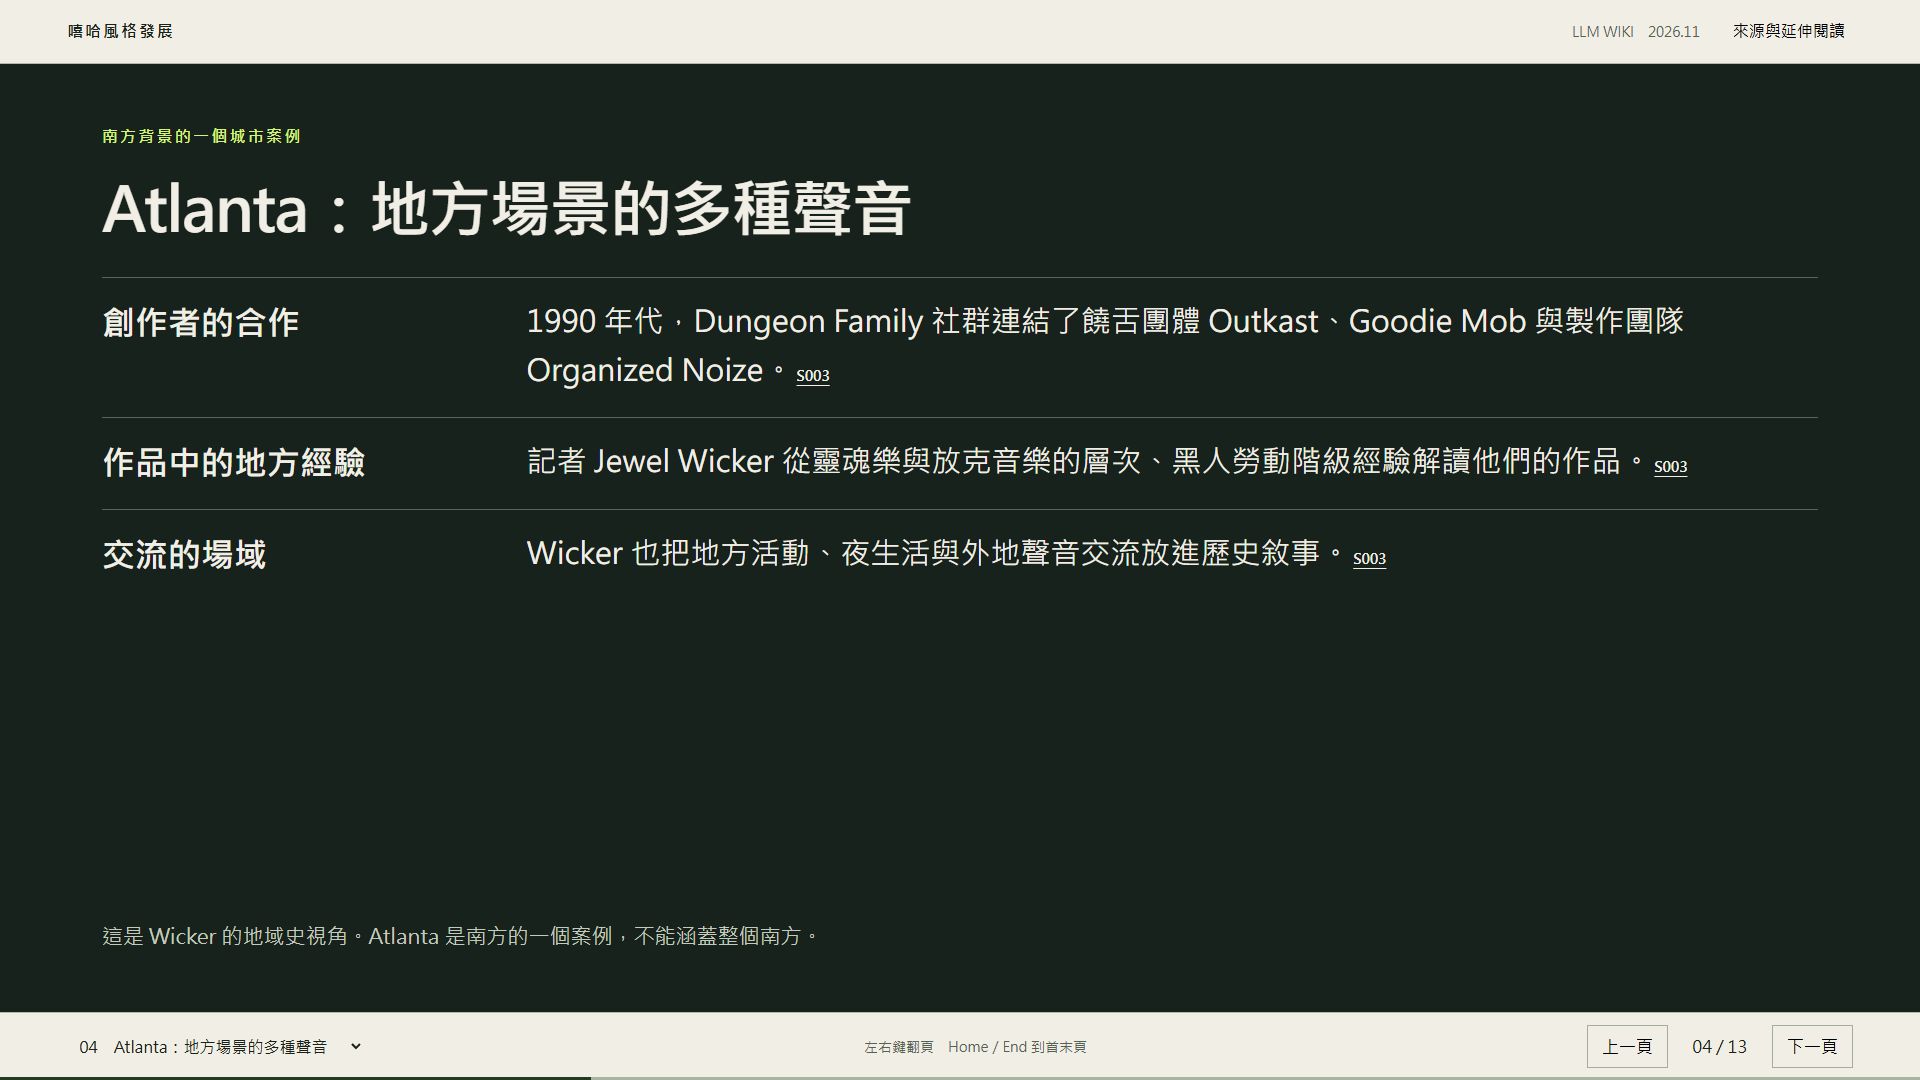 嘻哈風格發展
LLM WIKI 2026.11 來源與延伸閱讀
南方背景的一個城市案例
Atlanta：地方場景的多種聲音
創作者的合作
1990 年代，Dungeon Family 社群連結了饒舌團體 Outkast、Goodie Mob 與製作團隊
Organized Noize。 S003
作品中的地方經驗
記者 Jewel Wicker 從靈魂樂與放克音樂的層次、黑人勞動階級經驗解讀他們的作品。 S003
交流的場域
Wicker 也把地方活動、夜生活與外地聲音交流放進歷史敘事。 S003
這是 Wicker 的地域史視角。Atlanta 是南方的一個案例，不能涵蓋整個南方。
04 Atlanta：地方場景的多種聲音
左右鍵翻頁 Home / End 到首末頁
上一頁 04 / 13 下一頁